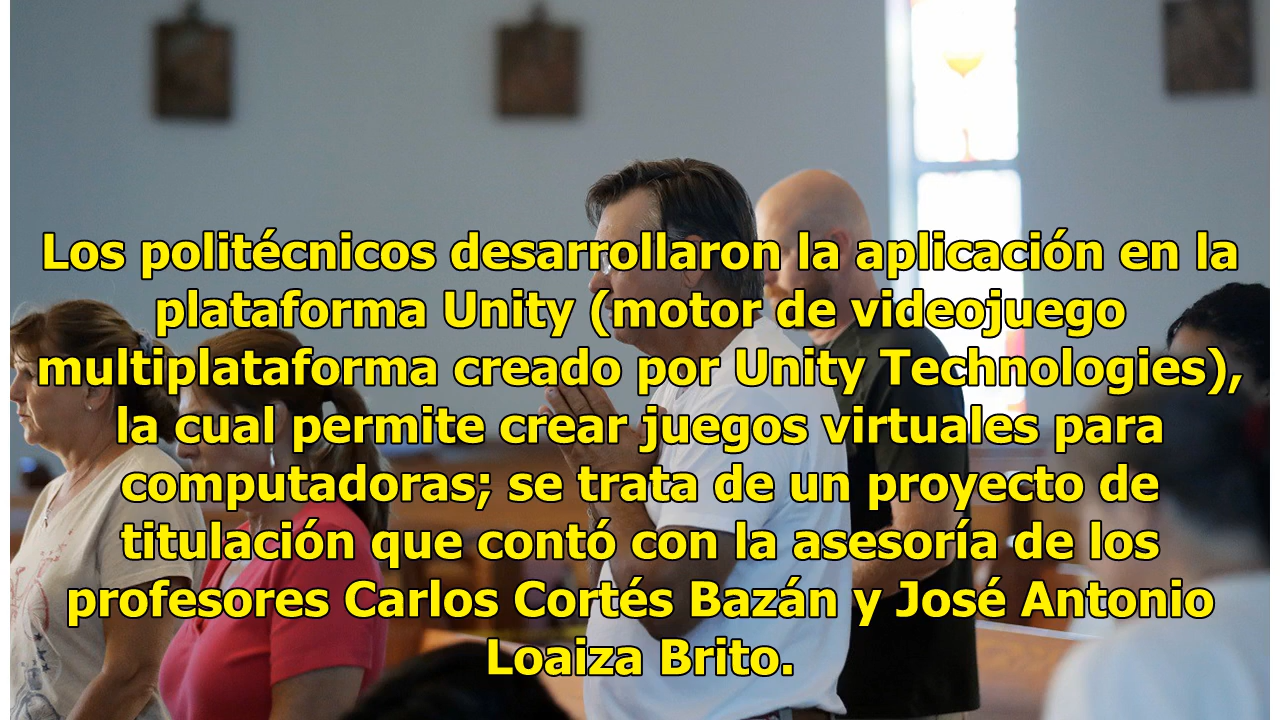 Los politécnicos desarrollaron la aplicación en la
plataforma Unity (motor de videojuego
multiplataforma creado por Unity Technologies),
la cual permite crear juegos virtuales para
computadoras; se trata de un proyecto de
titulación que contó con la asesoría de los
profesores Carlos Cortés Bazán y José Antonio
Loaiza Brito.